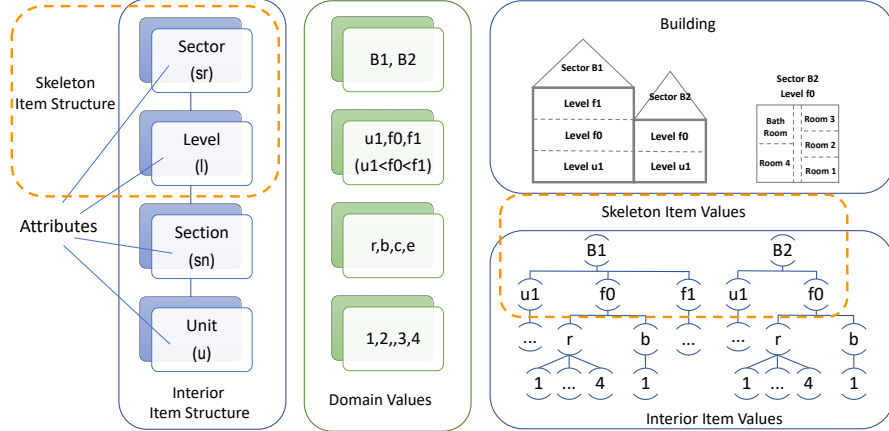 Skeleton
Item Structure
Attributes
Sector
(sr)
Level
(l)
Section
(sn)
Unit
(u)
Interior
Item Structure
B1, B2
u1,f0,f1
(u1<f0<f1)
r,b,c,e
1,2,,3,4
Domain Values
Building
Sector B1
Level f1
Level f0
Level u1
Sector B2
Level f0
Level u1
Sector B2
Level f0
Bath
Room
Room 4
Room 3
Room 2
Room 1
Skeleton Item Values
B1 B2
u1 f0 f1 u1 f0
... r b ... ... r b
1 ... 4 1 1 ... 4 1
Interior Item Values